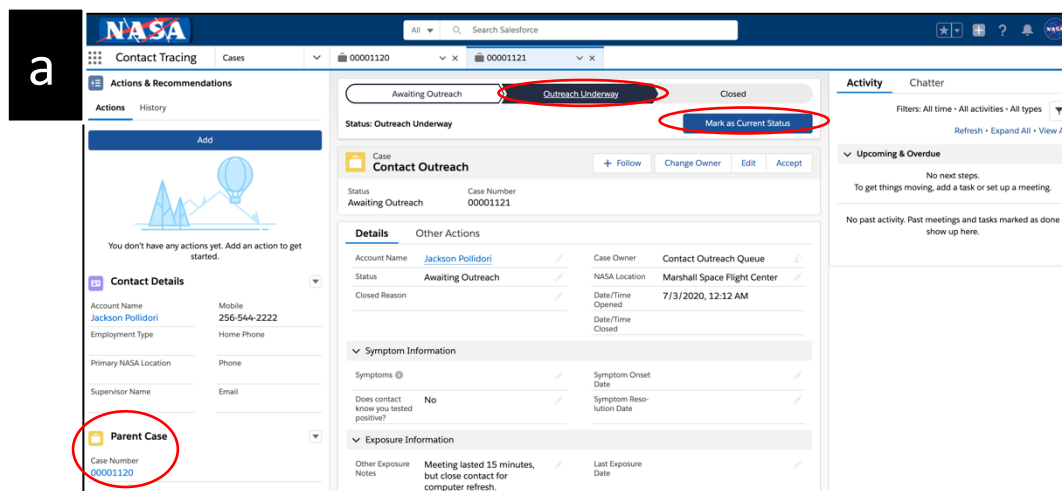 a
NASA
All
Search Salesforce
NASA
Contact Tracing
Cases
00001120
00001121
Actions & Recommendations
Actions
History
Add
You don't have any actions yet. Add an action to get
started.
Contact Details
Account Name
Mobile
Jackson Pollidori
256-544-2222
Employment Type
Home Phone
Primary NASA Location
Phone
Supervisor Name
Email
Parent Case
Case Number
00001120
Awaiting Outreach
Outreach Underway
Closed
Status: Outreach Underway
Mark as Current Status
Case
Contact Outreach
+ Follow
Change Owner
Edit
Accept
Status
Case Number
Awaiting Outreach
00001121
Details
Other Actions
Account Name
Jackson Pollidori
Case Owner
Contact Outreach Queue
Status
Awaiting Outreach
NASA Location
Marshall Space Flight Center
Closed Reason
Date/Time
Opened
7/3/2020, 12:12 AM
Date/Time
Closed
Symptom Information
Symptoms
Symptom Onset
Date
Does contact
know you tested
positive?
No
Symptom Reso-
lution Date
Exposure Information
Other Exposure
Notes
Meeting lasted 15 minutes,
but close contact for
computer refresh.
Last Exposure
Date
Activity
Chatter
Filters: All time • All activities • All types
Refresh • Expand All • View A
Upcoming & Overdue
No next steps.
To get things moving, add a task or set up a meeting.
No past activity. Past meetings and tasks marked as done
show up here.